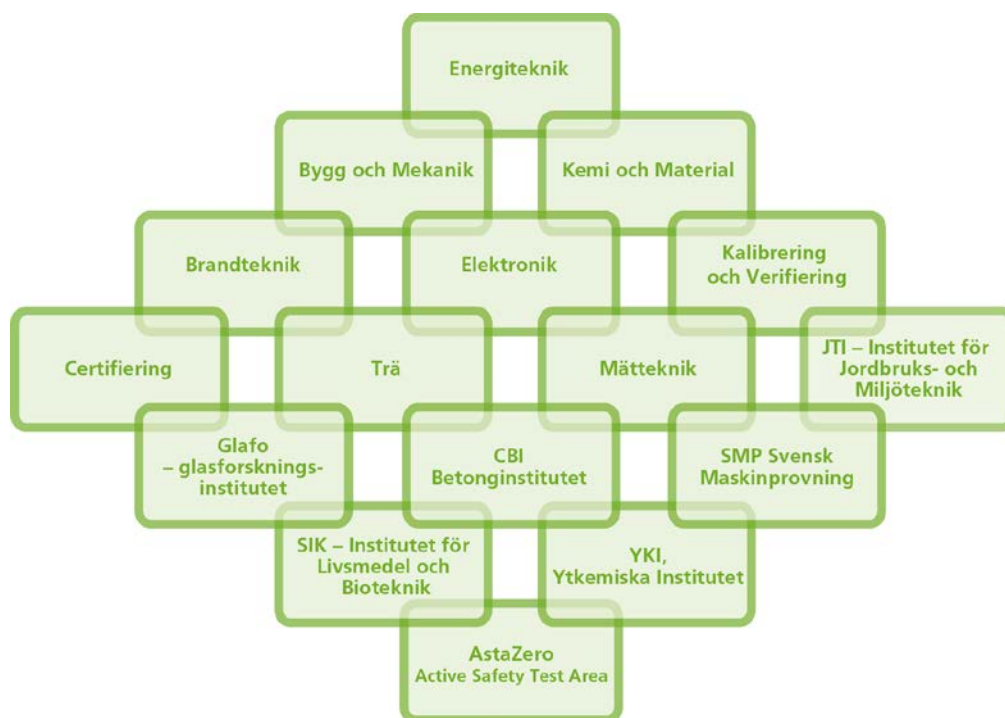 Energiteknik
Bygg och Mekanik
Kemi och Material
Brandteknik
Elektronik
Kalibrering
och Verifiering
Certifiering
Trä
Mätteknik
JTI – Institutet för
Jordbruks- och
Miljöteknik
Glafo
– glasforsknings-
institutet
CBI
Betonginstitutet
SMP Svensk
Maskinprovning
SIK – Institutet för
Livsmedel och
Bioteknik
YKI,
Ytkemiska Institutet
AstaZero
Active Safety Test Area